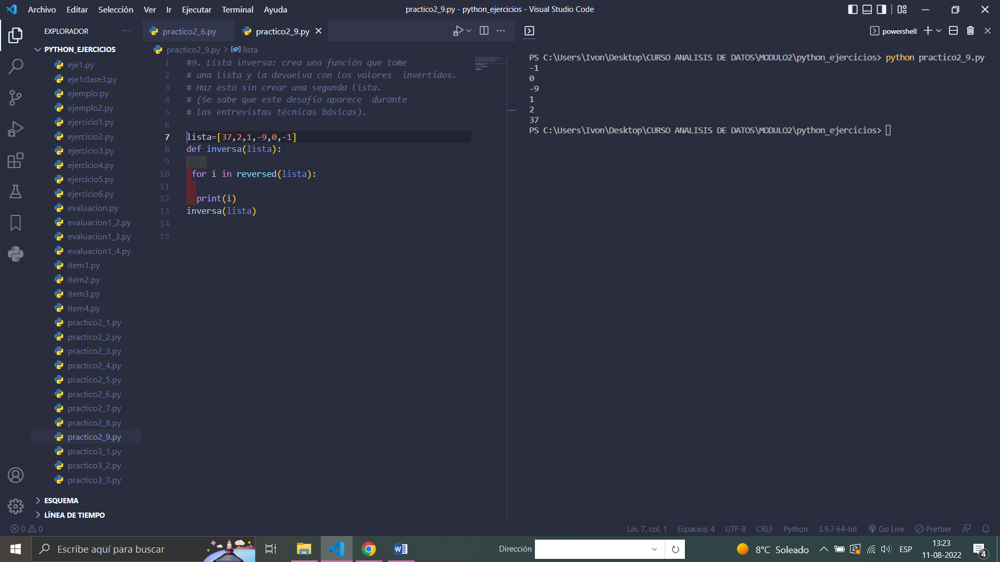 Archivo Editar Selección Ver Ir Ejecutar Terminal Ayuda
practico2_9.py - python_ejercicios - Visual Studio Code
EXPLORADOR
PYTHON_EJERCICIOS
eje1.py
eje1clase3.py
ejemplo.py
ejemplo2.py
ejercicio1.py
ejercicio2.py
ejercicio3.py
ejercicio4.py
ejercicio5.py
ejercicio6.py
evaluacion.py
evaluacion1_2.py
evaluacion1_3.py
evaluacion1_4.py
item1.py
item2.py
item3.py
item4.py
practico2_1.py
practico2_2.py
practico2_3.py
practico2_4.py
practico2_5.py
practico2_6.py
practico2_7.py
practico2_8.py
practico2_9.py
practico3_1.py
practico3_2.py
practico3_3.py
ESQUEMA
LÍNEA DE TIEMPO
practico2_6.py practico2_9.py
practico2_9.py > lista
1 #9. Lista inversa: crea una función que tome
2 # una lista y la devuelva con los valores  invertidos.
3 # Haz esto sin crear una segunda lista.
4 # (Se sabe que este desafío aparece  durante
5 # las entrevistas técnicas básicas).
6
7 lista=[37,2,1,-9,0,-1]
8 def inversa(lista):
9
10  for i in reversed(lista):
11
12   print(i)
13 inversa(lista)
14
15
powershell
PS C:\Users\Ivon\Desktop\CURSO ANALISIS DE DATOS\MODULO2\python_ejercicios> python practico2_9.py
-1
0
-9
1
2
37
PS C:\Users\Ivon\Desktop\CURSO ANALISIS DE DATOS\MODULO2\python_ejercicios>
0 0
Lín. 7, col. 1 Espacios: 4 UTF-8 CRLF Python 3.9.7 64-bit Go Live Prettier
Escribe aquí para buscar
Dirección
8°C Soleado
ESP
13:23
11-08-2022
4